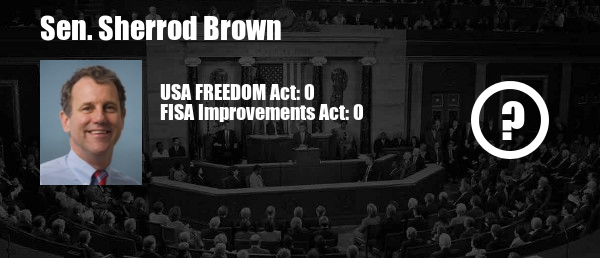 Sen. Sherrod Brown
USA FREEDOM Act: 0
FISA Improvements Act: 0
?